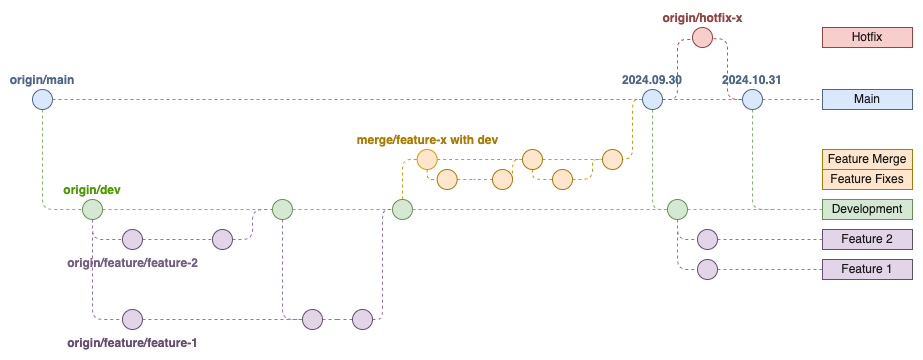 origin/hotfix-x
Hotfix
origin/main
2024.09.30
2024.10.31
Main
merge/feature-x with dev
Feature Merge
Feature Fixes
origin/dev
Development
Feature 2
origin/feature/feature-2
Feature 1
origin/feature/feature-1